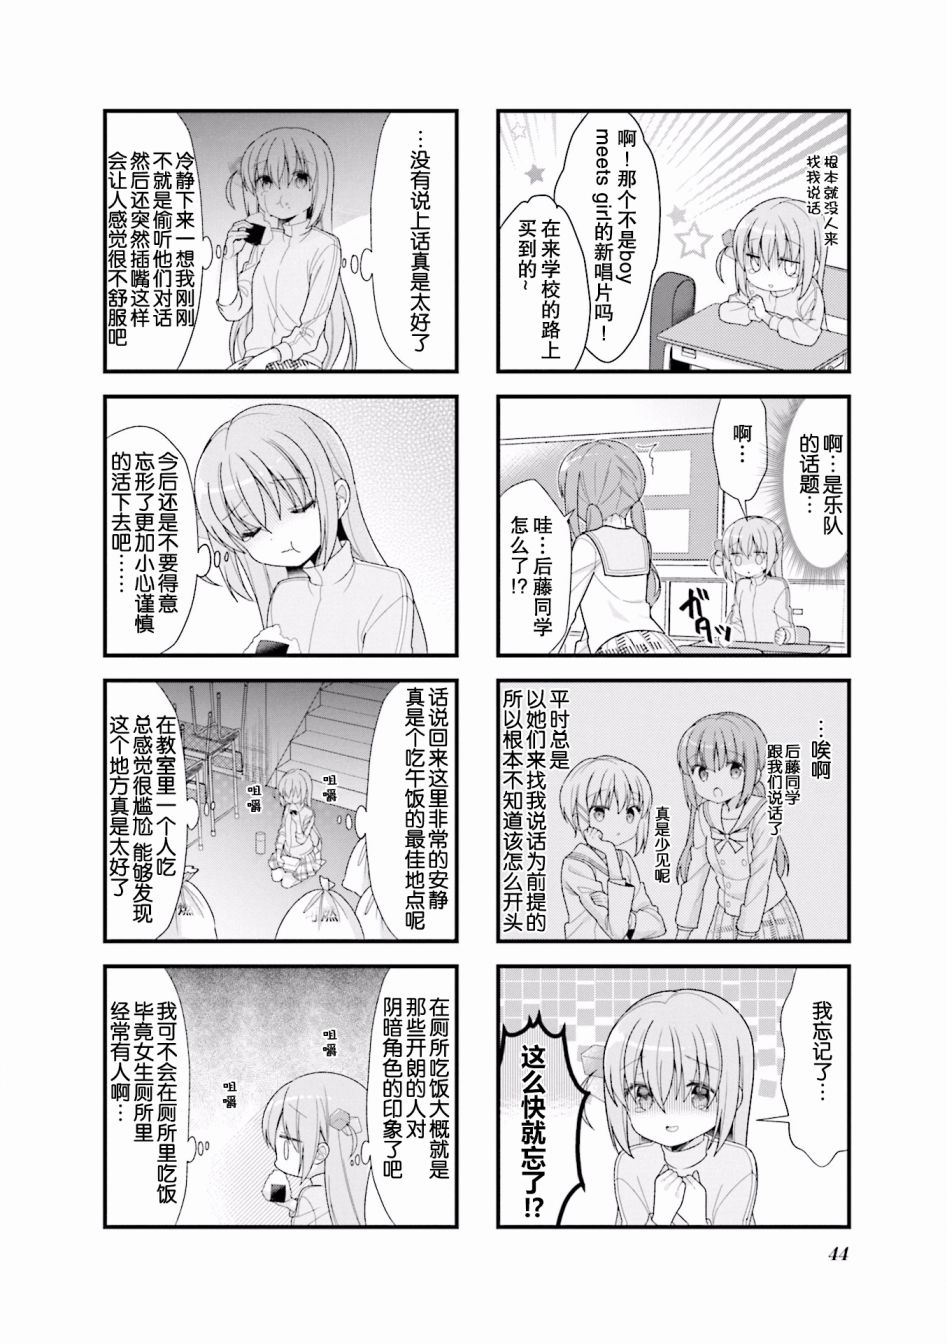 根本就没人来
找我说话
啊！那个不是boy
meets girl的新唱片吗！
在来学校的路上
买到的~
啊…是乐队
的话题…
啊
…
哇…后藤同学
怎么了!?
ガタッ
…唉啊
后藤同学
跟我们说话了
真是少见呢
平时总是
以她们来找我说话为前提的
所以根本不知道该怎么开头
我忘记了…
这么快就忘了!?
…没有说上话真是太好了
冷静下来一想我刚刚
不就是偷听他们对话
然后还突然插嘴这样
会让人感觉很不舒服吧
今后还是不要得意
忘形了更加小心谨慎
的活下去吧……
话说回来这里非常的安静
真是个吃午饭的最佳地点呢
咀
嚼
咀
嚼
在教室里一个人吃
总感觉很尴尬 能够发现
这个地方真是太好了
在厕所吃饭大概就是
那些开朗的人对
阴暗角色的印象了吧
咀
嚼
咀
嚼
我可不会在厕所里吃饭
毕竟女生厕所里
经常有人啊…
44